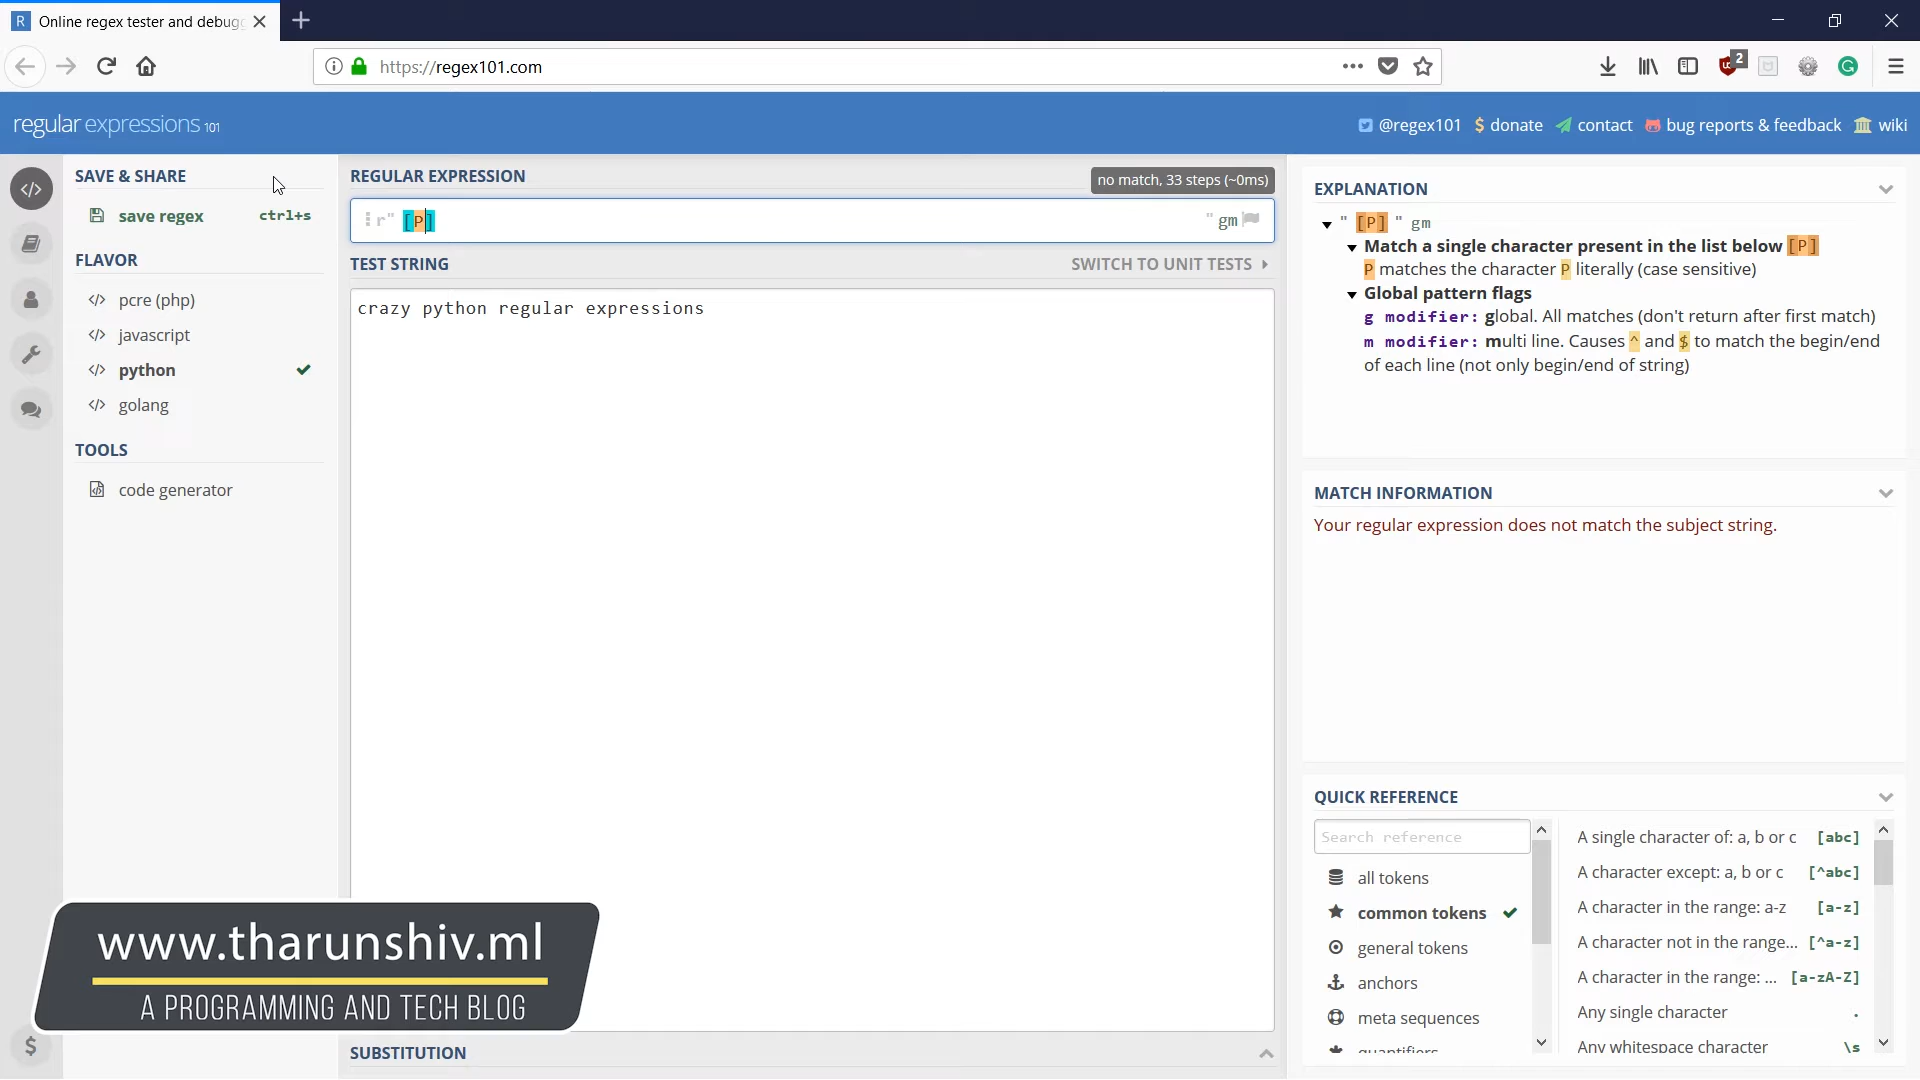 R Online regex tester and debugg
https://regex101.com
2
regular expressions 101
@regex101 $ donate contact bug reports & feedback wiki
SAVE & SHARE
save regex ctrl+s
FLAVOR
</> pcre (php)
</> javascript
</> python
</> golang
TOOLS
code generator
REGULAR EXPRESSION
no match, 33 steps (~0ms)
r" [P] " gm
TEST STRING
SWITCH TO UNIT TESTS
crazy python regular expressions
SUBSTITUTION
EXPLANATION
" [P] " gm
Match a single character present in the list below [P]
P matches the character P literally (case sensitive)
Global pattern flags
g modifier: global. All matches (don't return after first match)
m modifier: multi line. Causes ^ and $ to match the begin/end
of each line (not only begin/end of string)
MATCH INFORMATION
Your regular expression does not match the subject string.
QUICK REFERENCE
Search reference
all tokens
common tokens
general tokens
anchors
meta sequences
quantifiers
A single character of: a, b or c [abc]
A character except: a, b or c [^abc]
A character in the range: a-z [a-z]
A character not in the range... [^a-z]
A character in the range: ... [a-zA-Z]
Any single character .
Any whitespace character \s
www.tharunshiv.ml
A PROGRAMMING AND TECH BLOG